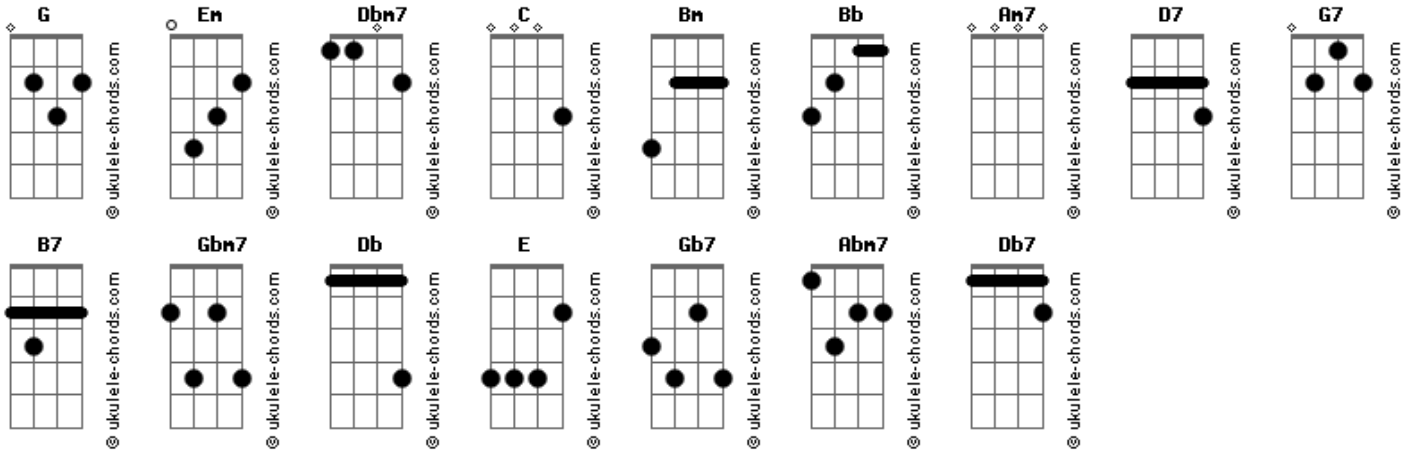 G Em Dbm7 C Bm Bb Am7 D7 G7
© ukulele-chords.com © ukulele-chords.com © ukulele-chords.com © ukulele-chords.com © ukulele-chords.com © ukulele-chords.com © ukulele-chords.com © ukulele-chords.com © ukulele-chords.com
B7 Gbm7 Db E Gb7 Abm7 Db7
© ukulele-chords.com © ukulele-chords.com © ukulele-chords.com © ukulele-chords.com © ukulele-chords.com © ukulele-chords.com © ukulele-chords.com